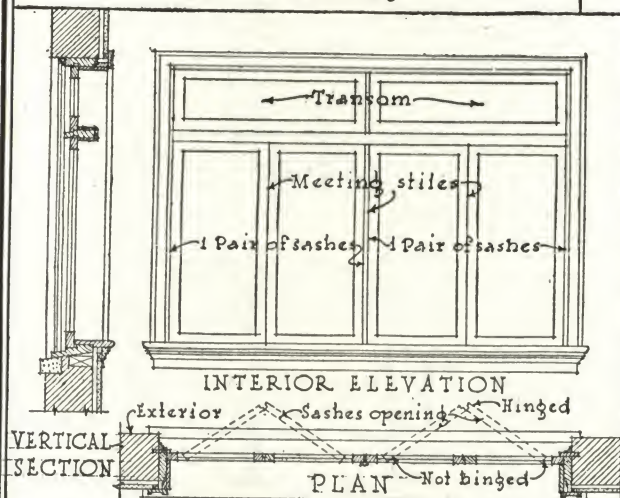 Transom
Meeting stiles
1 Pair of sashes
1 Pair of sashes
INTERIOR ELEVATION
Exterior
Sashes opening
Hinged
VERTICAL
SECTION
PLAN
Not hinged